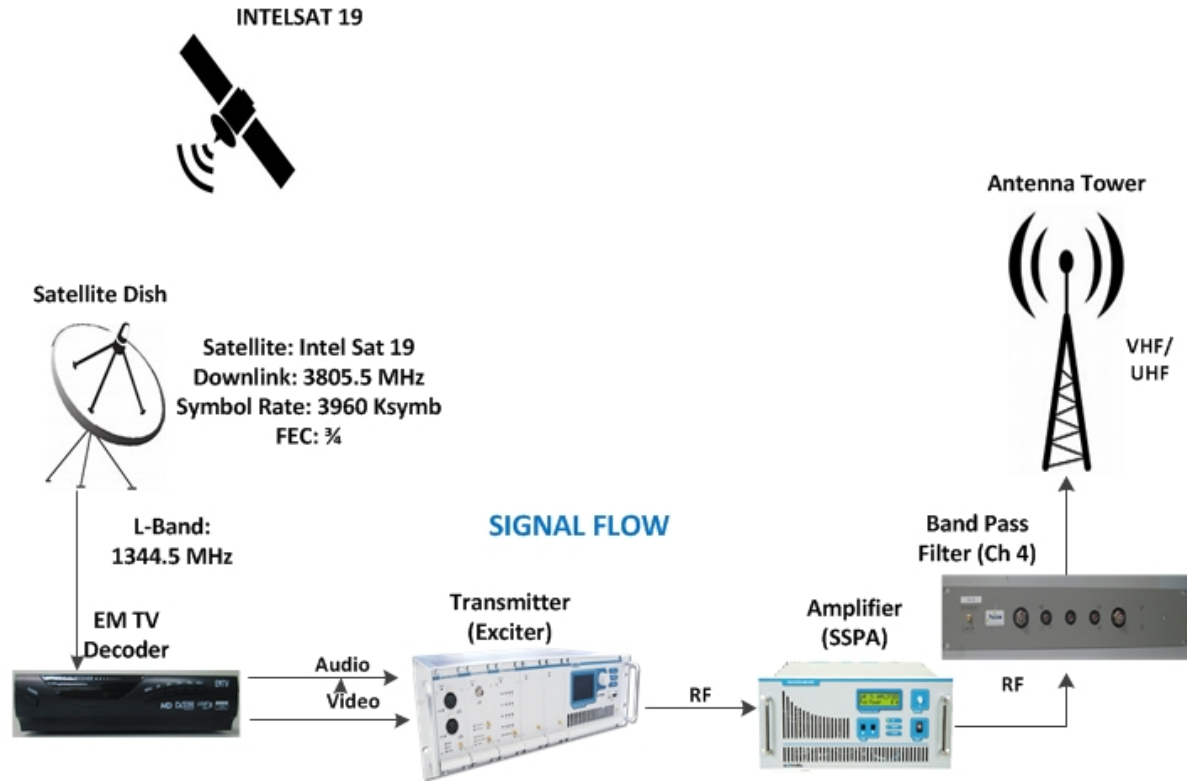 INTELSAT 19
Antenna Tower
Satellite Dish
Satellite: Intel Sat 19
Downlink: 3805.5 MHz
Symbol Rate: 3960 Ksymb
FEC: ¾
VHF/
UHF
L-Band:
1344.5 MHz
SIGNAL FLOW
Band Pass
Filter (Ch 4)
EM TV
Decoder
Transmitter
(Exciter)
Amplifier
(SSPA)
Audio
Video
RF
RF